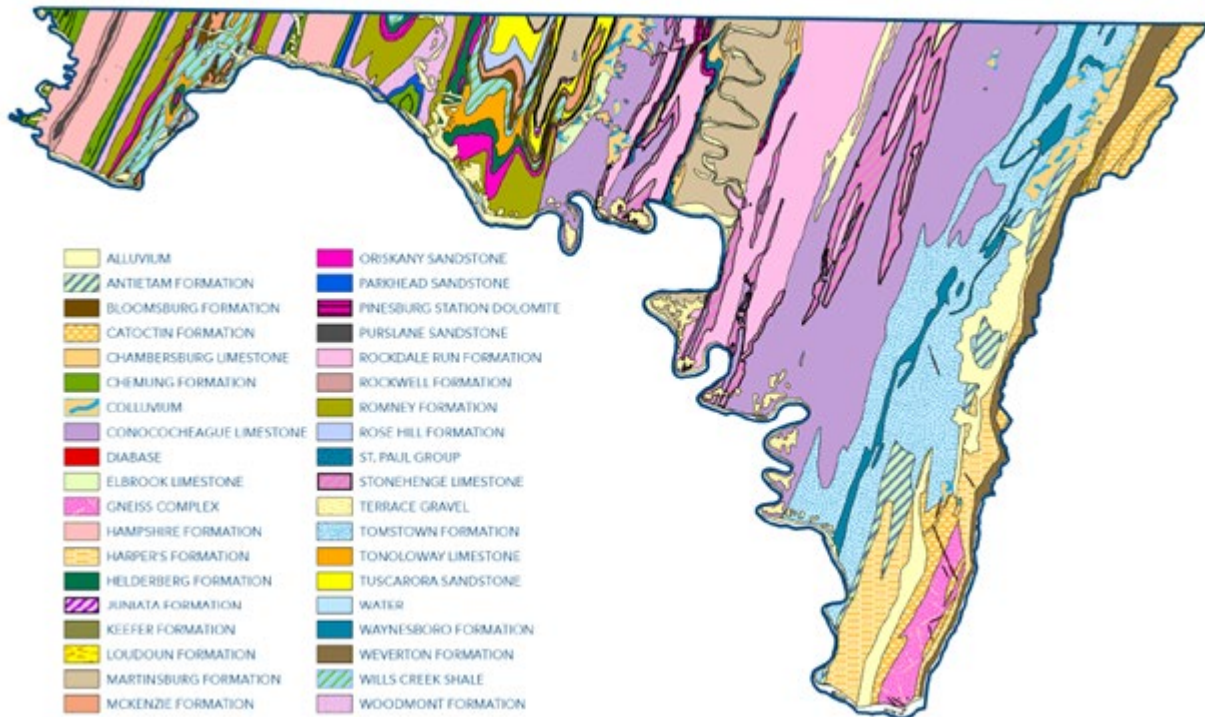 ALLUVIUM
ANTIETAM FORMATION
BLOOMSBURG FORMATION
CATOCTIN FORMATION
CHAMBERSBURG LIMESTONE
CHEMUNG FORMATION
COLLUVIUM
CONOCOCHEAGUE LIMESTONE
DIABASE
ELBROOK LIMESTONE
GNEISS COMPLEX
HAMPSHIRE FORMATION
HARPER'S FORMATION
HELDERBERG FORMATION
JUNIATA FORMATION
KEEFER FORMATION
LOUDOUN FORMATION
MARTINSBURG FORMATION
MCKENZIE FORMATION
ORISKANY SANDSTONE
PARKHEAD SANDSTONE
PINESBURG STATION DOLOMITE
PURSLANE SANDSTONE
ROCKDALE RUN FORMATION
ROCKWELL FORMATION
ROMNEY FORMATION
ROSE HILL FORMATION
ST. PAUL GROUP
STONEHENGE LIMESTONE
TERRACE GRAVEL
TOMSTOWN FORMATION
TONOLOWAY LIMESTONE
TUSCARORA SANDSTONE
WATER
WAYNESBORO FORMATION
WEVERTON FORMATION
WILLS CREEK SHALE
WOODMONT FORMATION